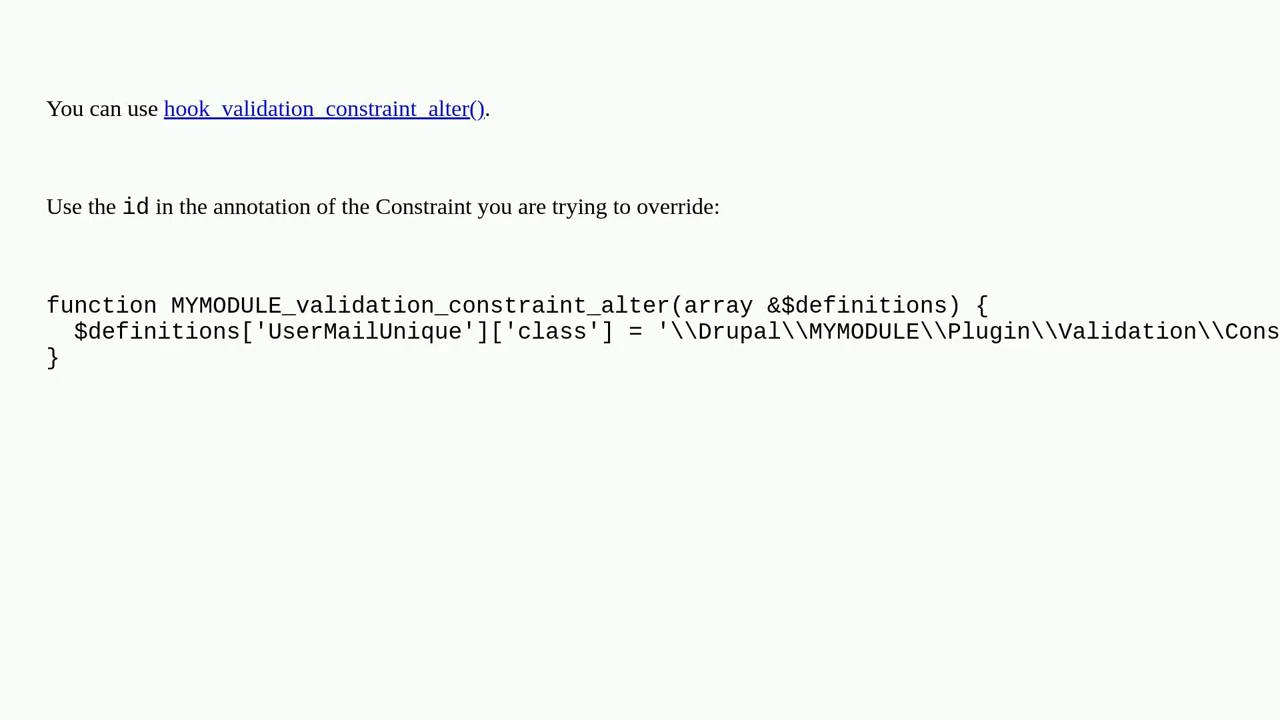 You can use hook_validation_constraint_alter().
Use the id in the annotation of the Constraint you are trying to override:
function MYMODULE_validation_constraint_alter(array &$definitions) {
  $definitions['UserMailUnique']['class'] = '\\Drupal\\MYMODULE\\Plugin\\Validation\\Cons
}